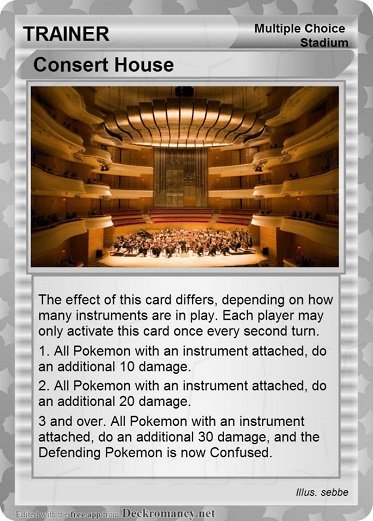 TRAINER
Multiple Choice
Stadium
Consert House
The effect of this card differs, depending on how
many instruments are in play. Each player may
only activate this card once every second turn.
1. All Pokemon with an instrument attached, do
an additional 10 damage.
2. All Pokemon with an instrument attached, do
an additional 20 damage.
3 and over. All Pokemon with an instrument
attached, do an additional 30 damage, and the
Defending Pokemon is now Confused.
Illus. sebbe
Edited with the free app from Deckromancy.net